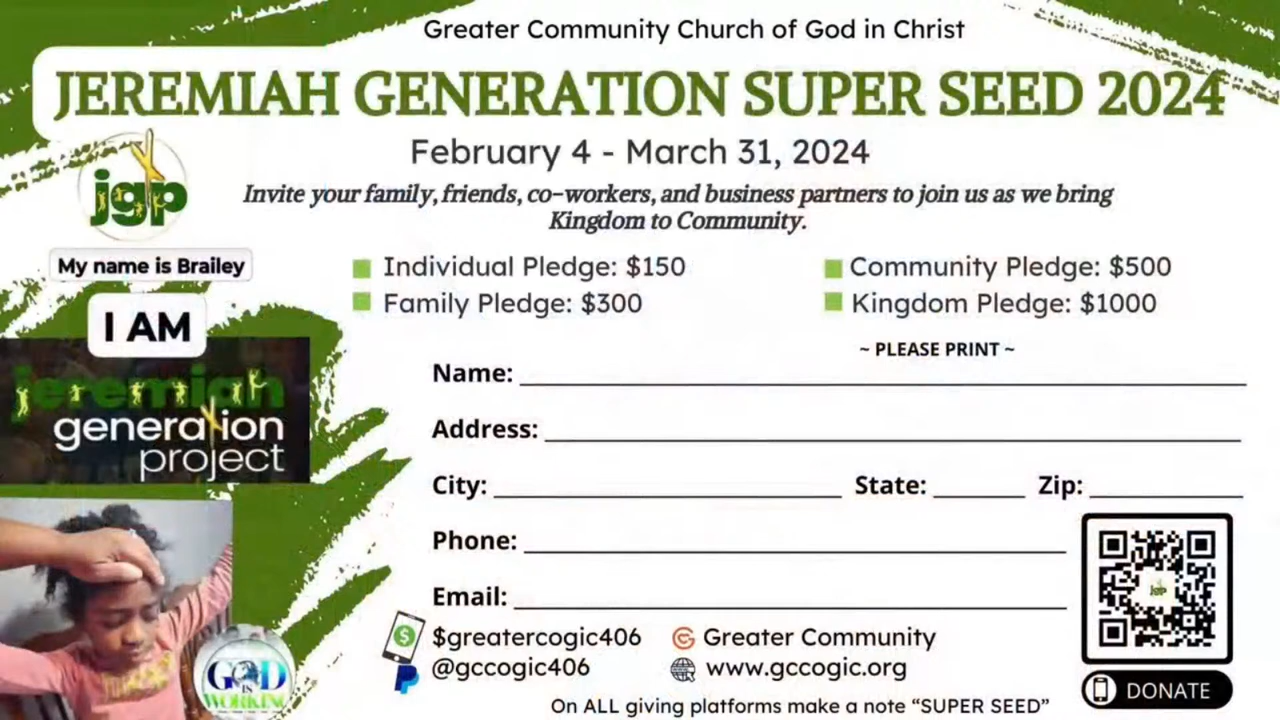 Greater Community Church of God in Christ
JEREMIAH GENERATION SUPER SEED 2024
February 4 - March 31, 2024
jgp
Invite your family, friends, co-workers, and business partners to join us as we bring
Kingdom to Community.
My name is Brailey
I AM
jeremiah
generation
project
Individual Pledge: $150
Family Pledge: $300
Community Pledge: $500
Kingdom Pledge: $1000
~ PLEASE PRINT ~
Name:
Address:
City: State: Zip:
Phone:
Email:
$greatercogic406
@gccogic406
Greater Community
www.gccogic.org
On ALL giving platforms make a note “SUPER SEED”
jgp
DONATE
GOD
IS
WORKING